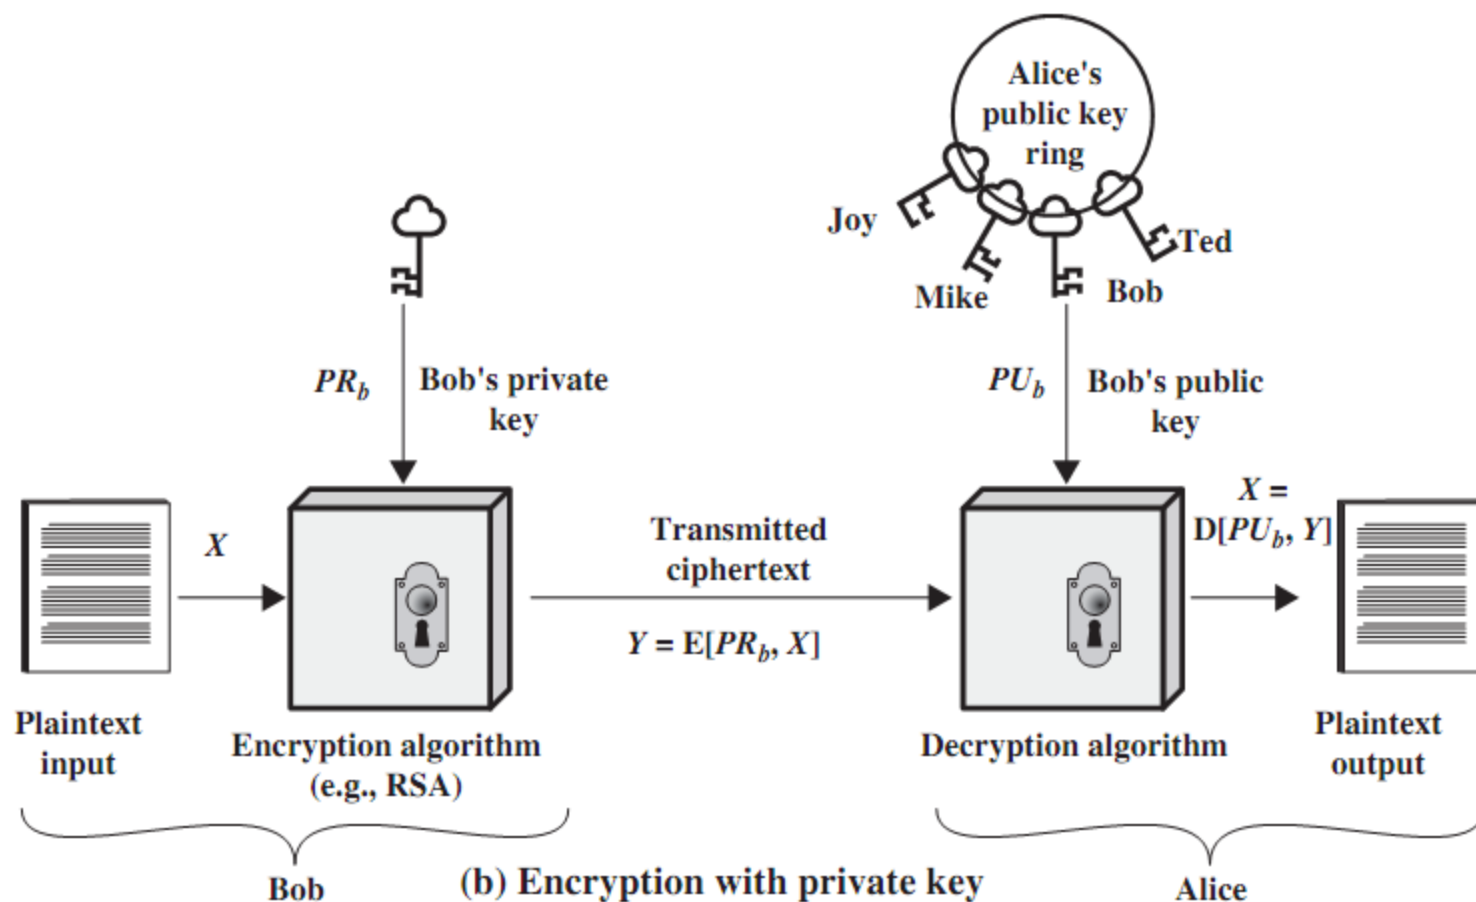 Alice's
public key
ring
Joy
Ted
Mike
Bob
PR_b
Bob's private
key
PU_b
Bob's public
key
X
Transmitted
ciphertext
Y = E[PR_b, X]
X =
D[PU_b, Y]
Plaintext
input
Encryption algorithm
(e.g., RSA)
Decryption algorithm
Plaintext
output
Bob
(b) Encryption with private key
Alice